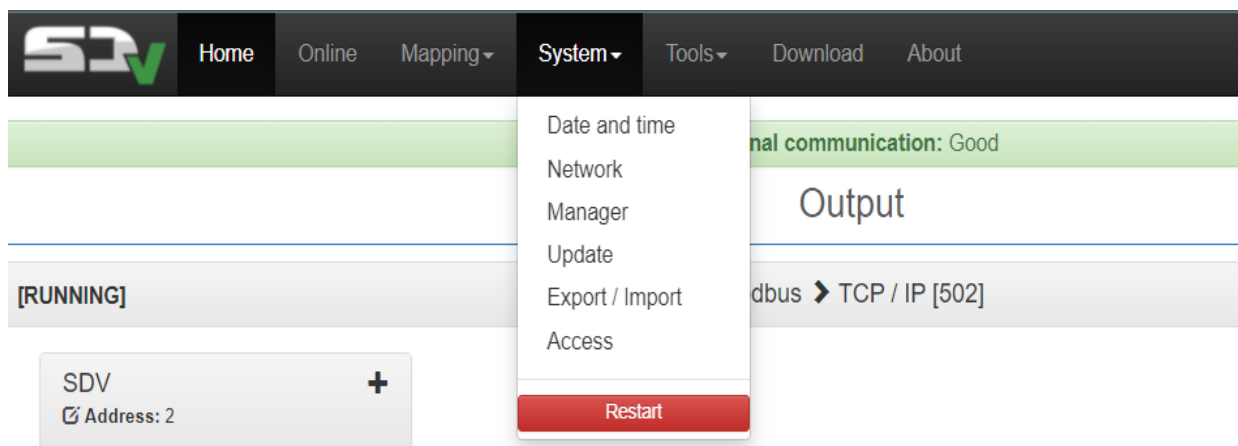 SDV Home Online Mapping System Tools Download About
Date and time
nal communication: Good
Network
Manager
Output
Update
[RUNNING]
Export / Import
dbus TCP / IP [502]
Access
SDV
Address: 2
Restart